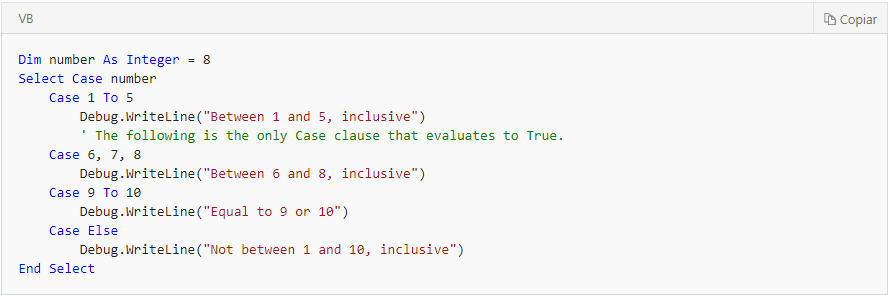 VB
Copiar
Dim number As Integer = 8
Select Case number
    Case 1 To 5
        Debug.WriteLine("Between 1 and 5, inclusive")
        ' The following is the only Case clause that evaluates to True.
    Case 6, 7, 8
        Debug.WriteLine("Between 6 and 8, inclusive")
    Case 9 To 10
        Debug.WriteLine("Equal to 9 or 10")
    Case Else
        Debug.WriteLine("Not between 1 and 10, inclusive")
End Select